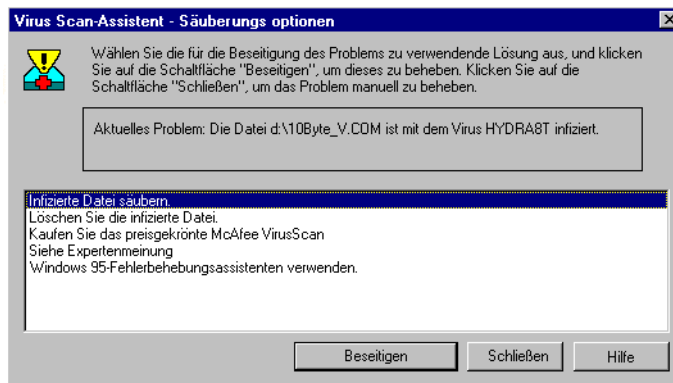 Virus Scan-Assistent - Säuberungs optionen
Wählen Sie die für die Beseitigung des Problems zu verwendende Lösung aus, und klicken
Sie auf die Schaltfläche "Beseitigen", um dieses zu beheben. Klicken Sie auf die
Schaltfläche "Schließen", um das Problem manuell zu beheben.
Aktuelles Problem: Die Datei d:\10Byte_V.COM ist mit dem Virus HYDRA8T infiziert.
Infizierte Datei säubern.
Löschen Sie die infizierte Datei.
Kaufen Sie das preisgekrönte McAfee VirusScan
Siehe Expertenmeinung
Windows 95-Fehlerbehebungsassistenten verwenden.
Beseitigen Schließen Hilfe